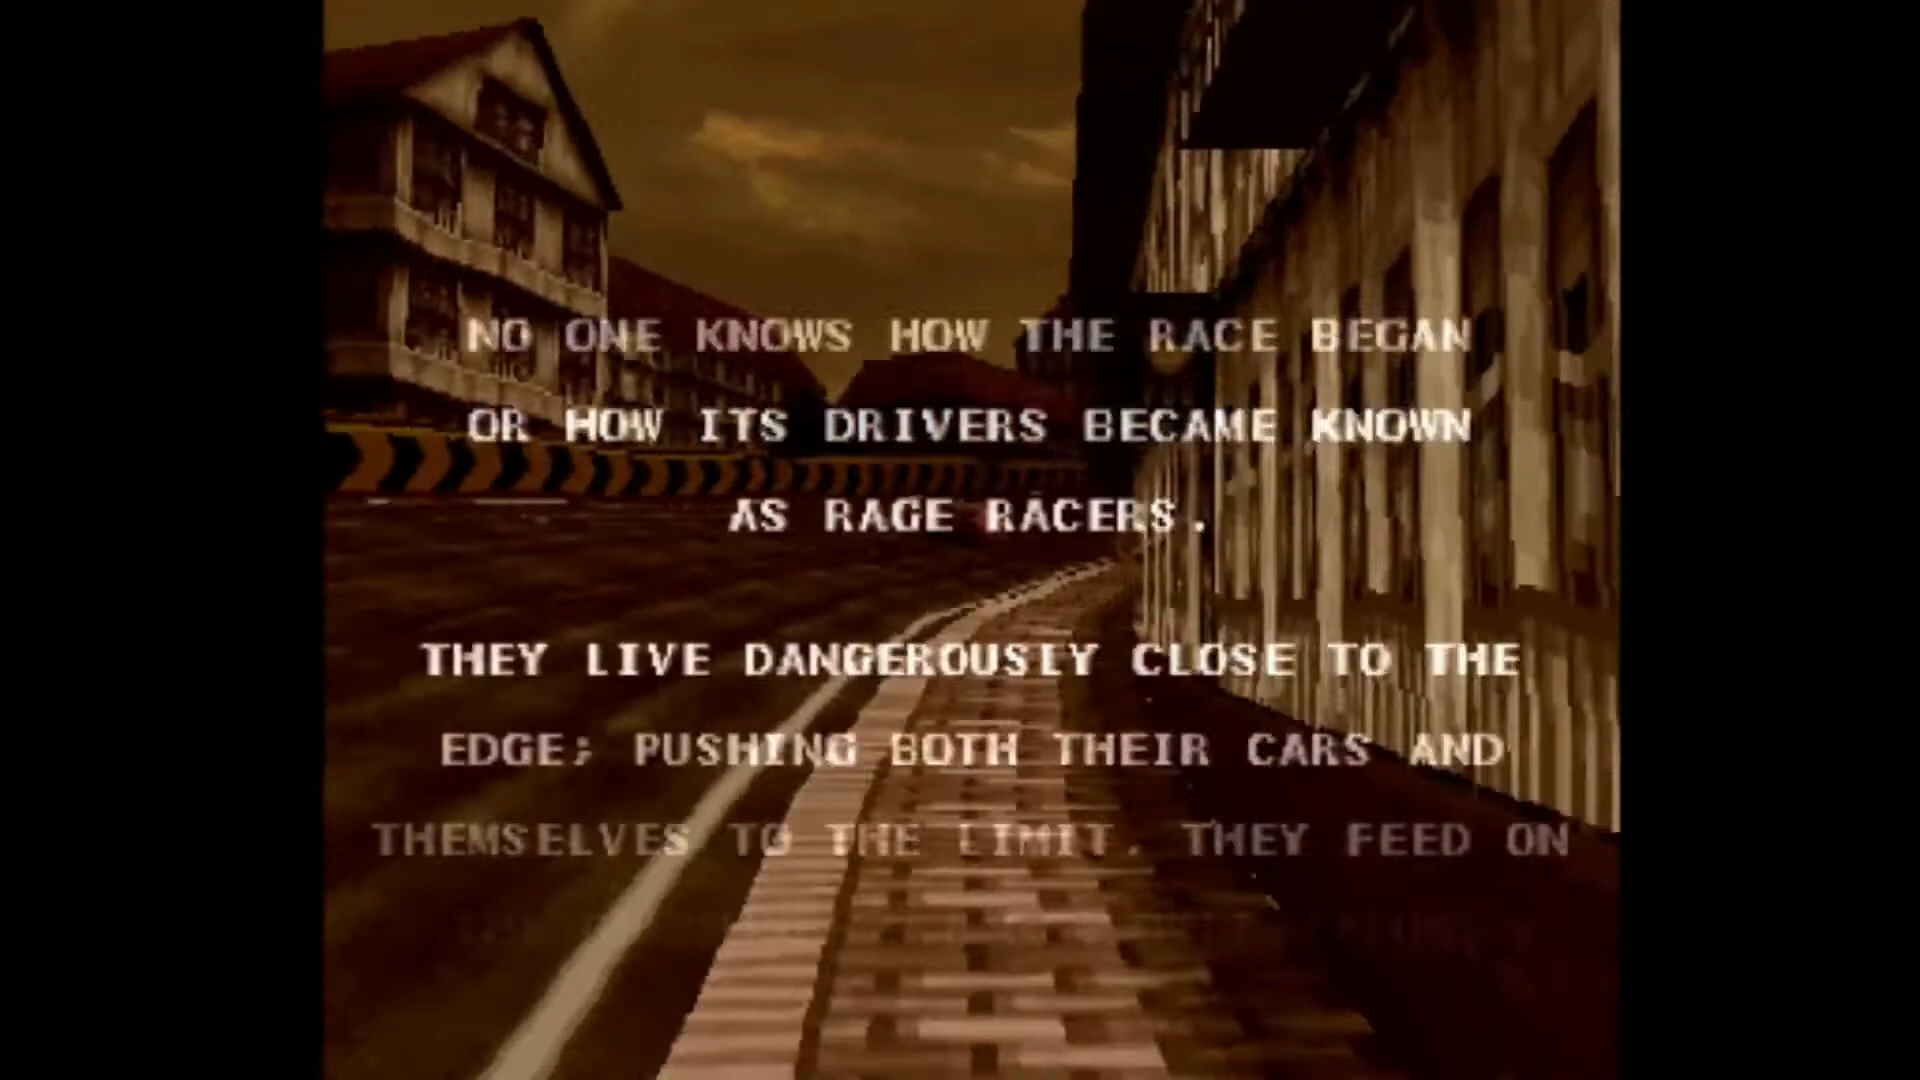 NO ONE KNOWS HOW THE RACE BEGAN
OR HOW ITS DRIVERS BECAME KNOWN
AS RAGE RACERS.
THEY LIVE DANGEROUSLY CLOSE TO THE
EDGE; PUSHING BOTH THEIR CARS AND
THEMSELVES TO THE LIMIT. THEY FEED ON